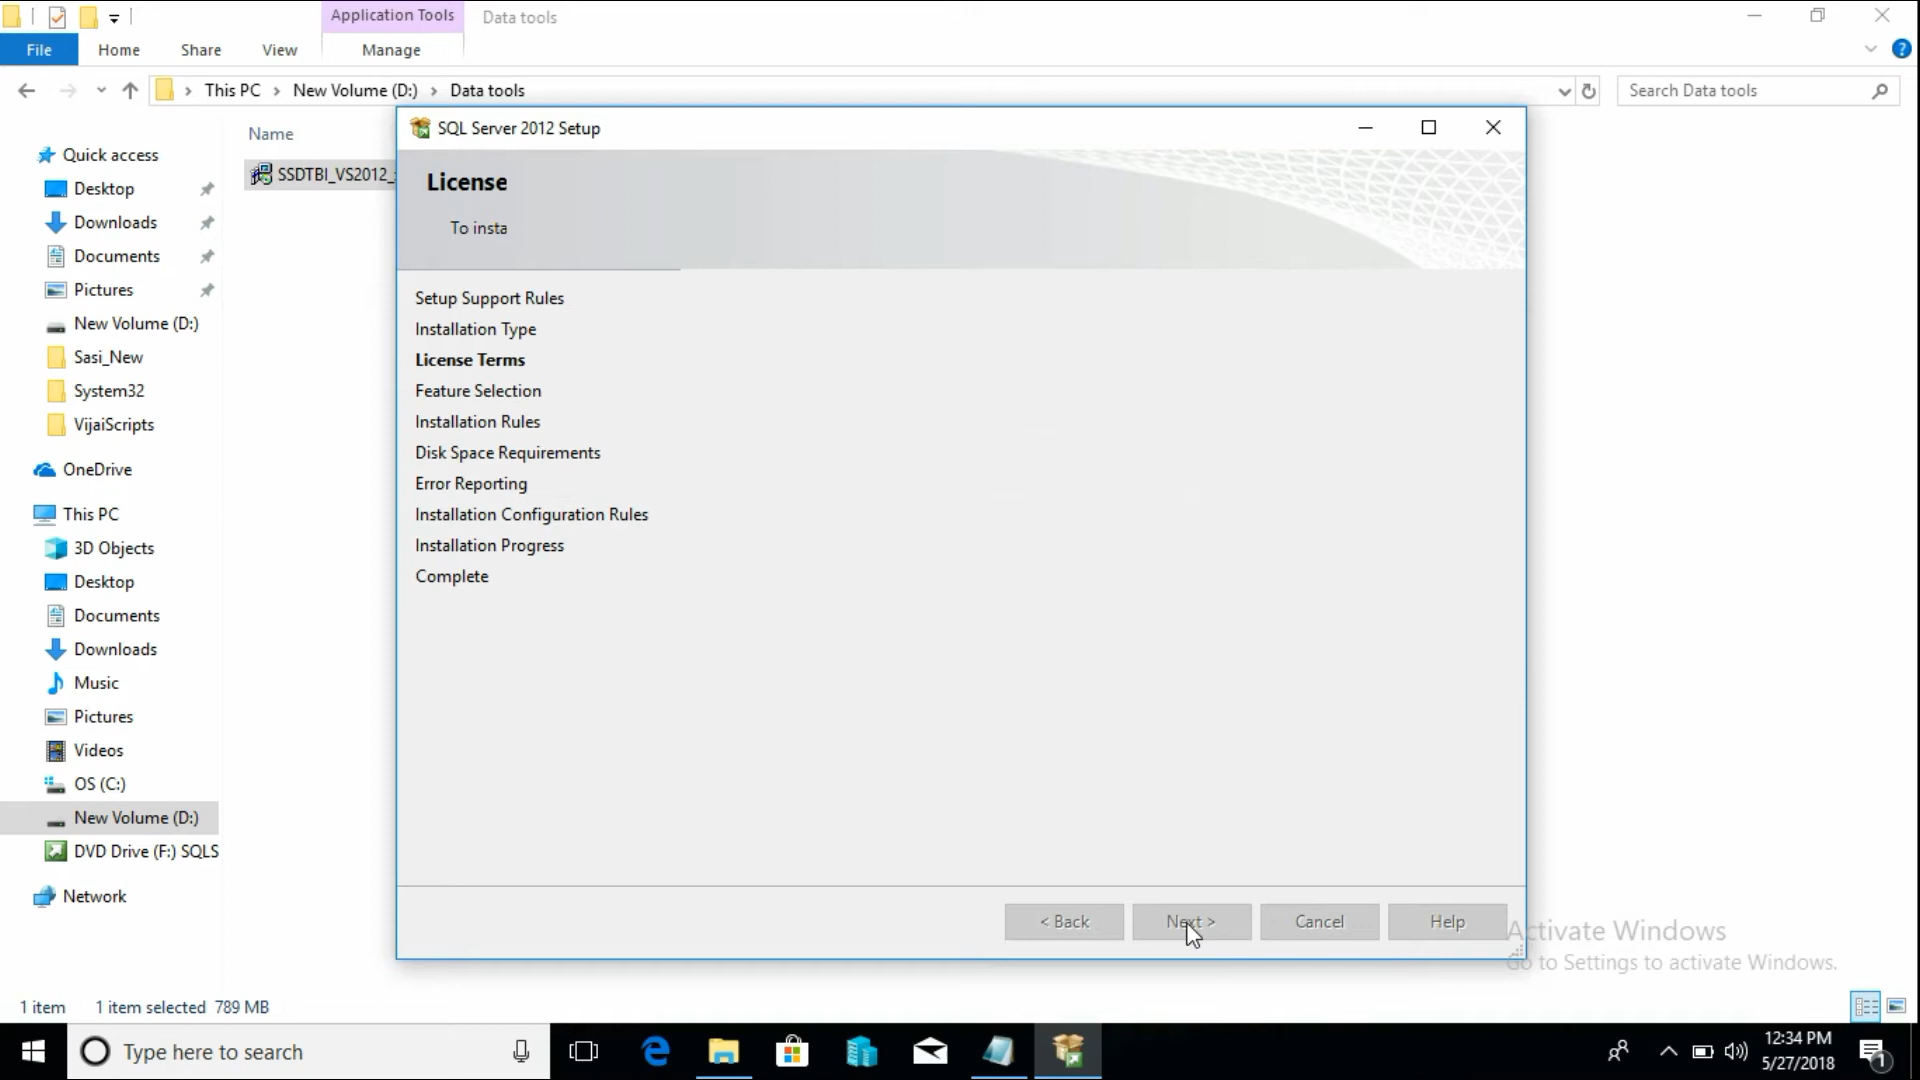 Application Tools
Data tools
File
Home
Share
View
Manage
This PC
New Volume (D:)
Data tools
Search Data tools
Name
SSDTBI_VS2012_
Quick access
Desktop
Downloads
Documents
Pictures
New Volume (D:)
Sasi_New
System32
VijaiScripts
OneDrive
This PC
3D Objects
Desktop
Documents
Downloads
Music
Pictures
Videos
OS (C:)
New Volume (D:)
DVD Drive (F:) SQLS
Network
SQL Server 2012 Setup
License
To insta
Setup Support Rules
Installation Type
License Terms
Feature Selection
Installation Rules
Disk Space Requirements
Error Reporting
Installation Configuration Rules
Installation Progress
Complete
< Back
Next >
Cancel
Help
Activate Windows
Go to Settings to activate Windows.
1 item
1 item selected 789 MB
Type here to search
12:34 PM
5/27/2018
1